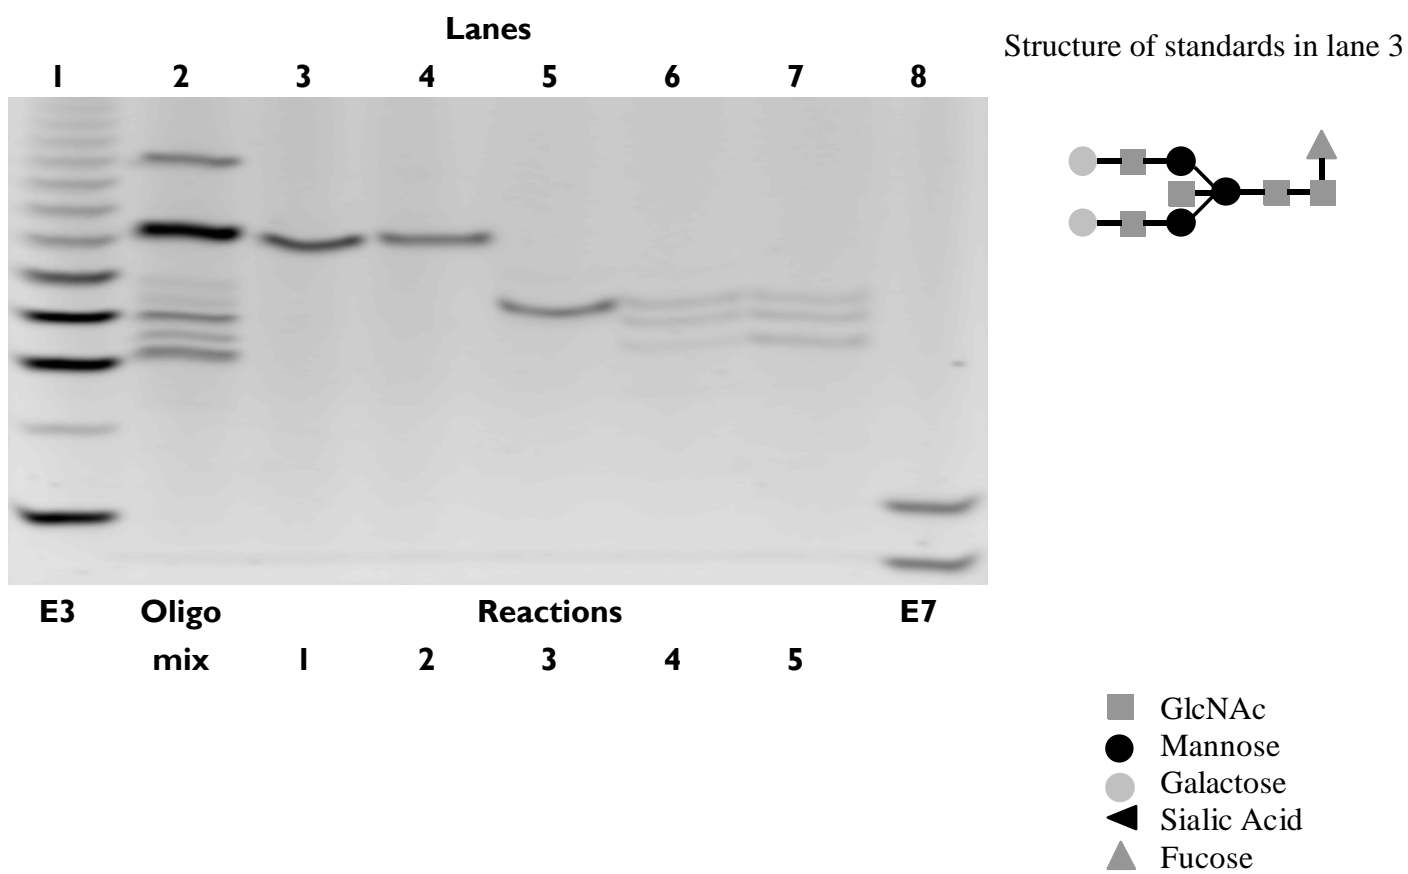 Lanes
Structure of standards in lane 3
1 2 3 4 5 6 7 8
E3 Oligo Reactions E7
mix 1 2 3 4 5
GlcNAc
Mannose
Galactose
Sialic Acid
Fucose